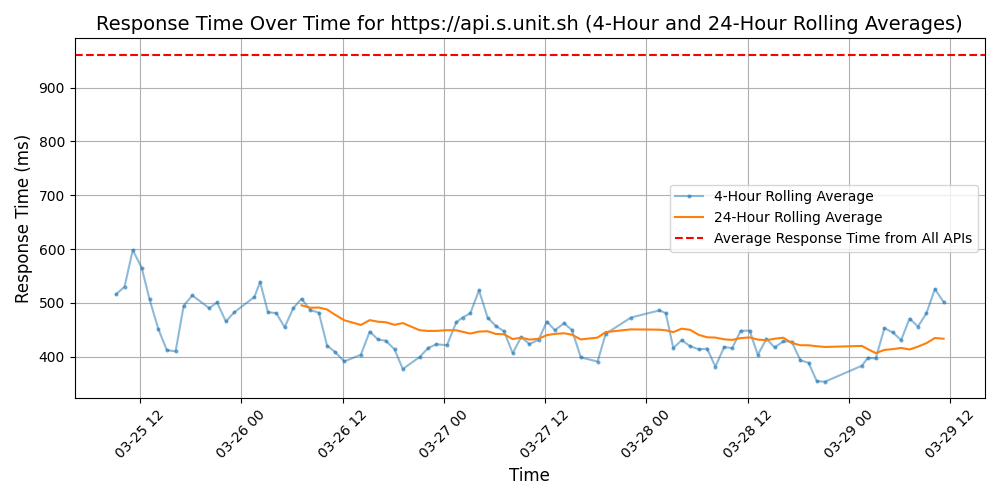 Response Time Over Time for https://api.s.unit.sh (4-Hour and 24-Hour Rolling Averages)
Response Time (ms)
900
800
700
600
500
400
4-Hour Rolling Average
24-Hour Rolling Average
Average Response Time from All APIs
03-25 12
03-26 00
03-26 12
03-27 00
03-27 12
03-28 00
03-28 12
03-29 00
03-29 12
Time